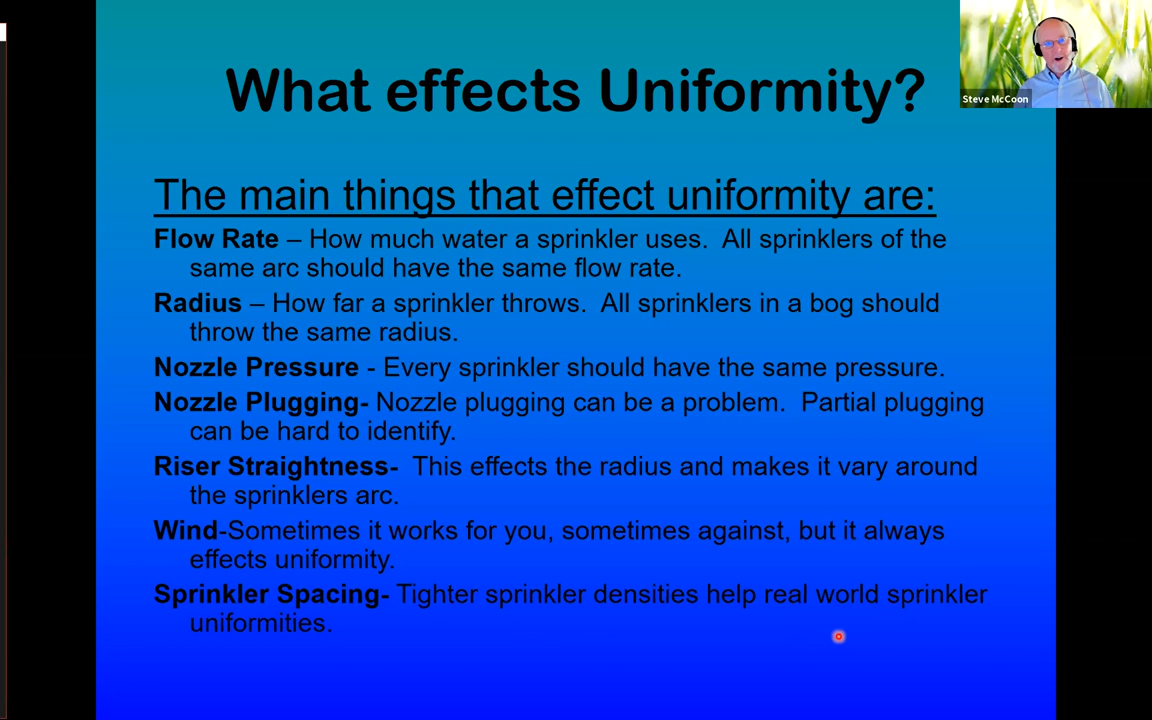 What effects Uniformity?
Steve McCoon
The main things that effect uniformity are:
Flow Rate – How much water a sprinkler uses.  All sprinklers of the
same arc should have the same flow rate.
Radius – How far a sprinkler throws.  All sprinklers in a bog should
throw the same radius.
Nozzle Pressure - Every sprinkler should have the same pressure.
Nozzle Plugging- Nozzle plugging can be a problem.  Partial plugging
can be hard to identify.
Riser Straightness-  This effects the radius and makes it vary around
the sprinklers arc.
Wind-Sometimes it works for you, sometimes against, but it always
effects uniformity.
Sprinkler Spacing- Tighter sprinkler densities help real world sprinkler
uniformities.